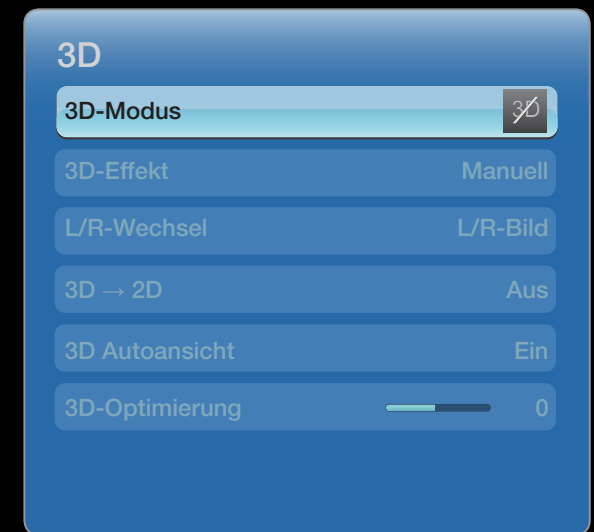 3D
3D-Modus 3D
3D-Effekt Manuell
L/R-Wechsel L/R-Bild
3D → 2D Aus
3D Autoansicht Ein
3D-Optimierung 0